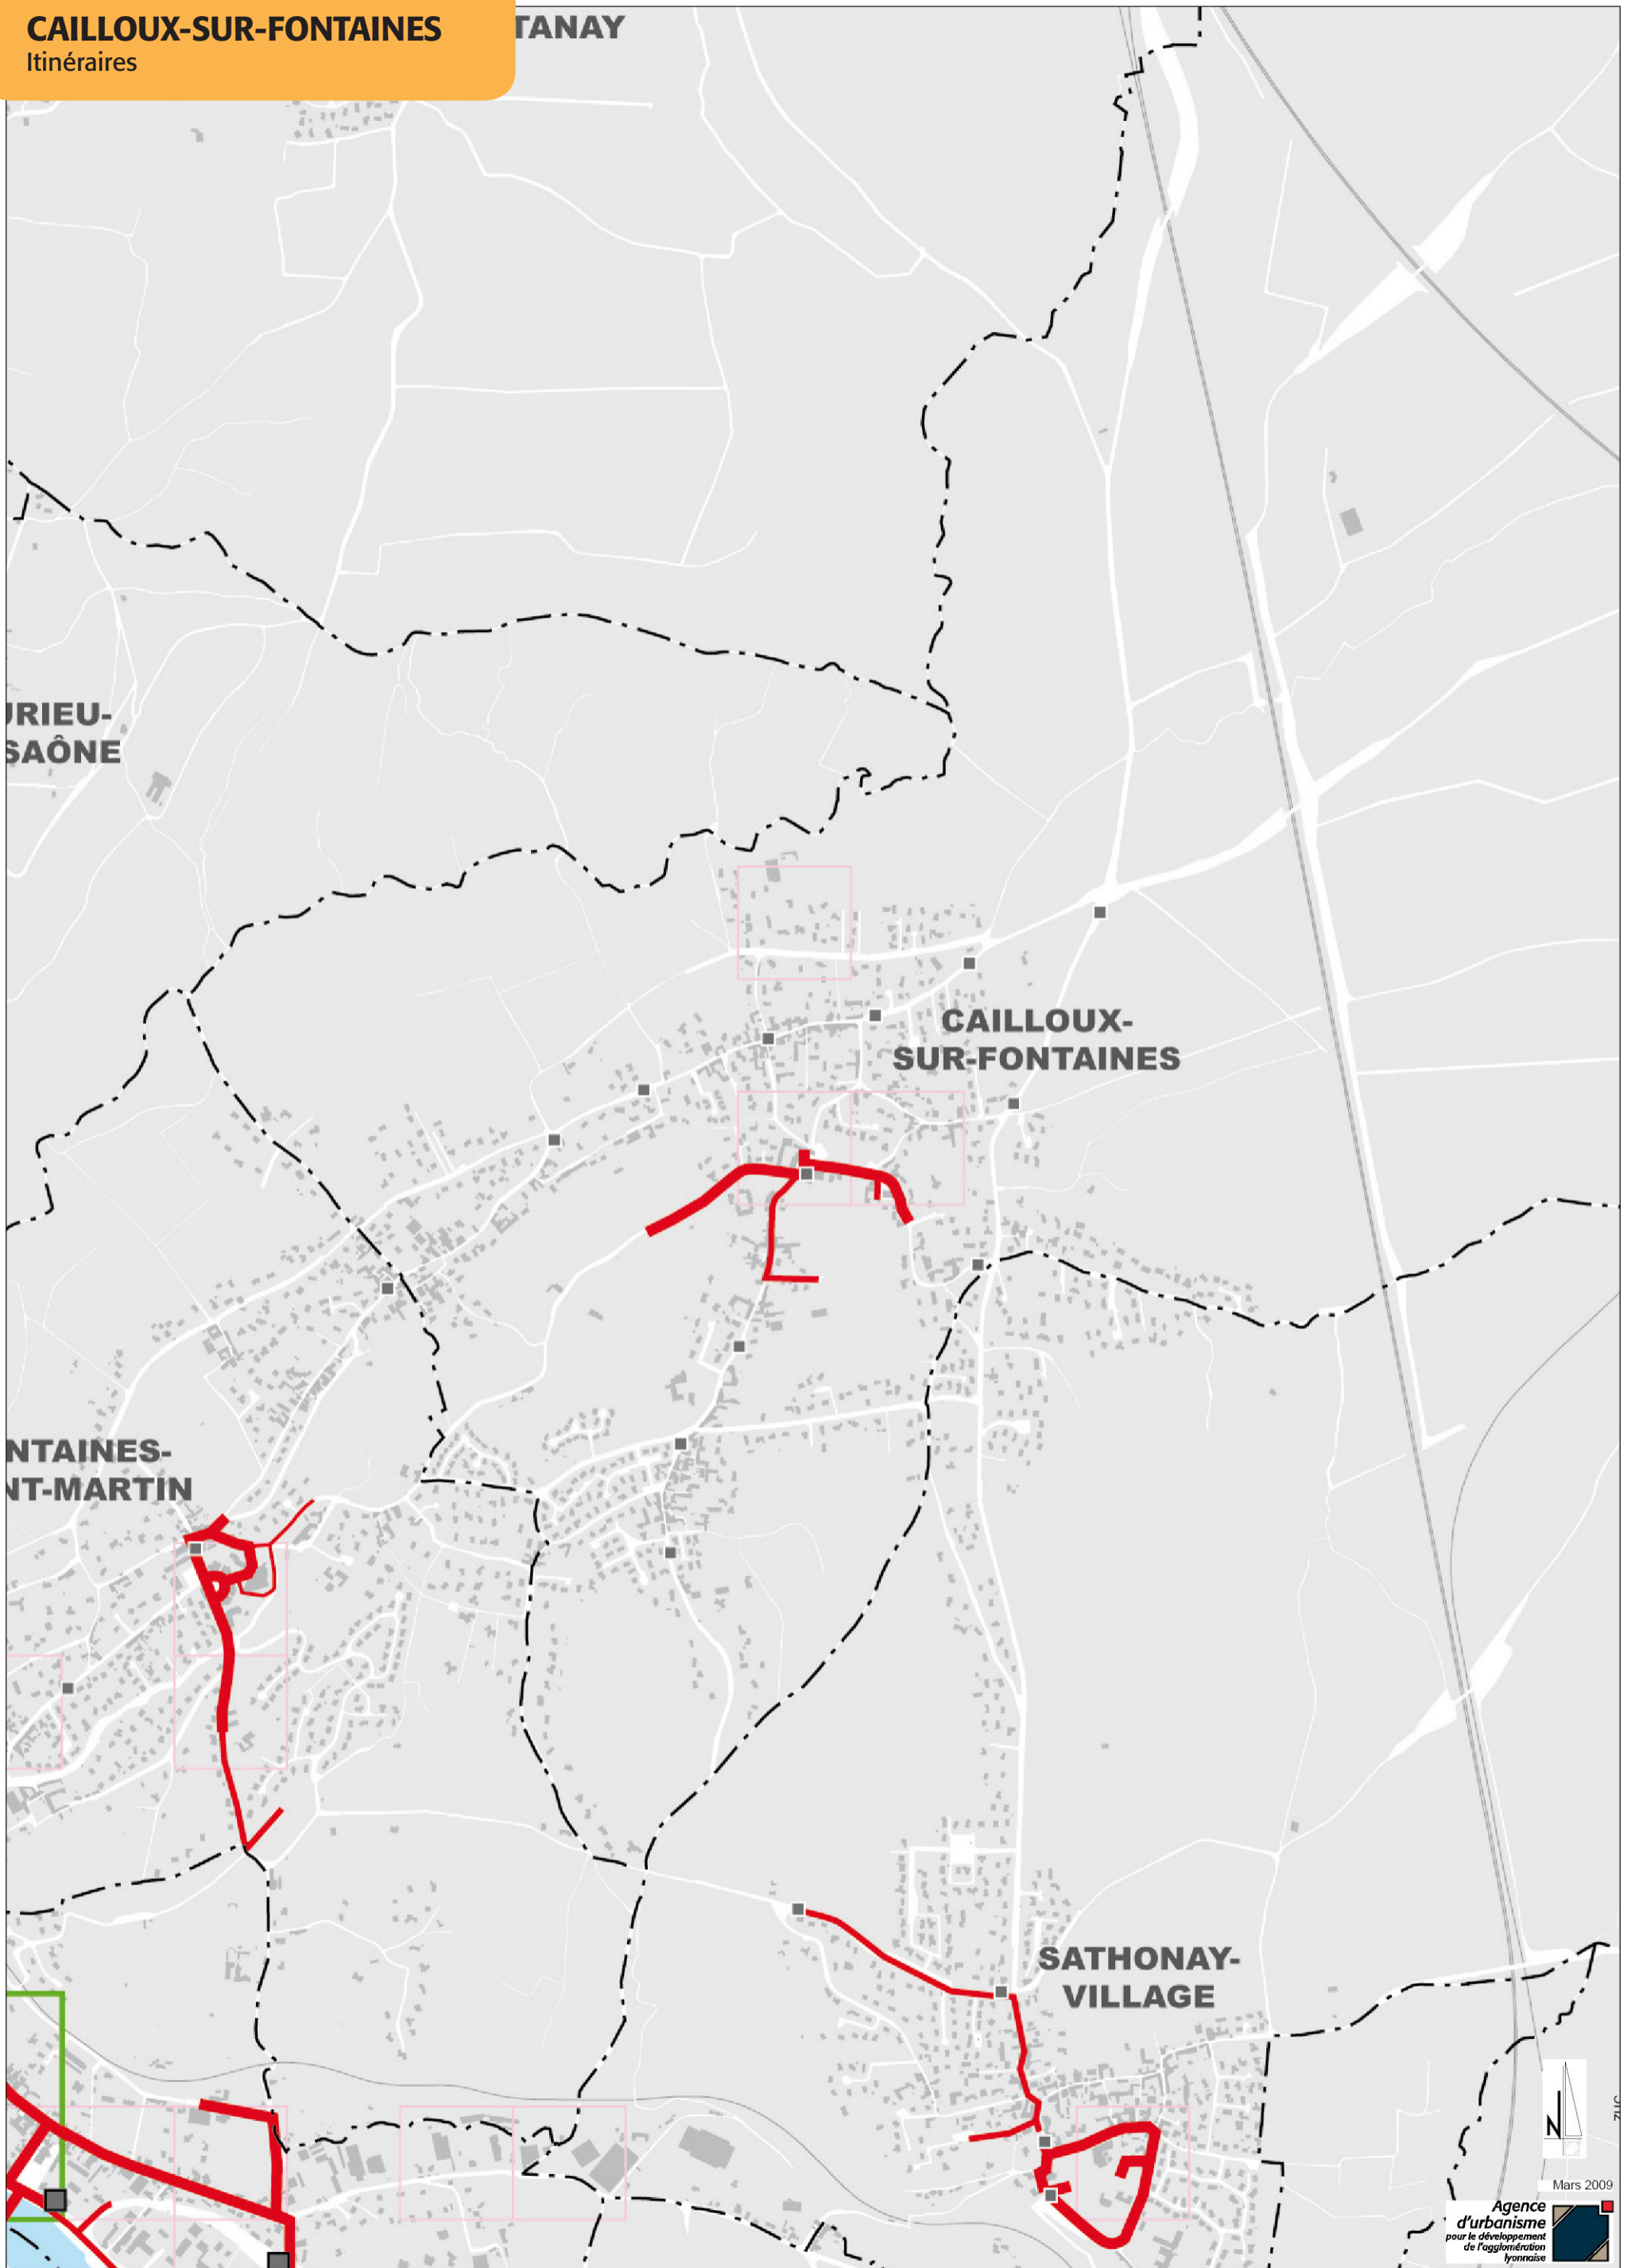 CAILLOUX-SUR-FONTAINES
Itinéraires
TANAY
RIEU-
SAÔNE
CAILLOUX-
SUR-FONTAINES
NTAINES-
NT-MARTIN
SATHONAY-
VILLAGE
N
Mars 2009
Agence
d'urbanisme
pour le développement
de l'agglomération
lyonnaise